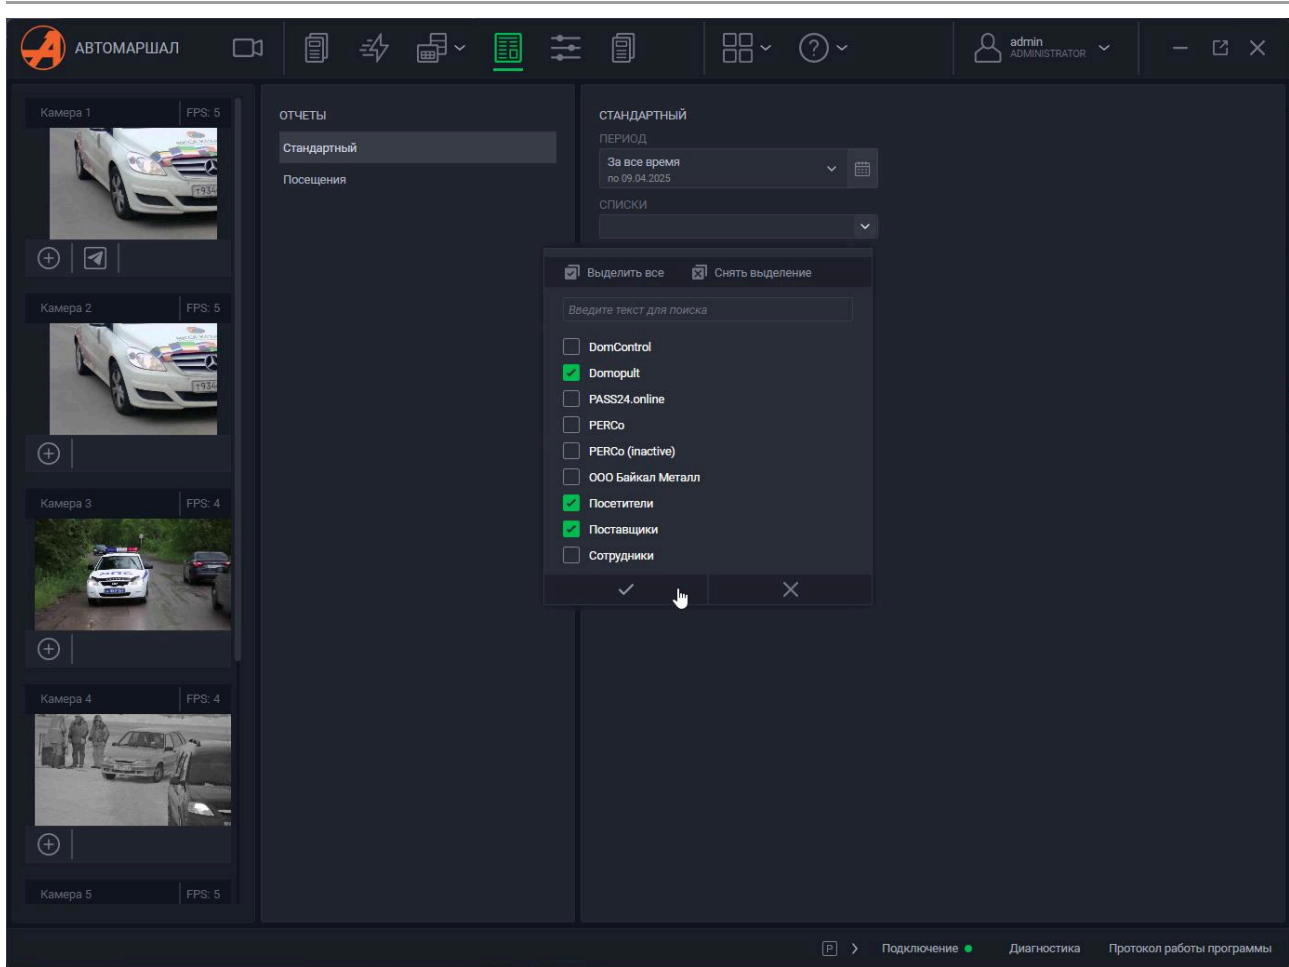 АВТОМАРШАЛ
admin
ADMINISTRATOR
Камера 1 FPS: 5
Т934
Камера 2 FPS: 5
Т934
Камера 3 FPS: 4
Камера 4 FPS: 4
Камера 5 FPS: 5
ОТЧЕТЫ
Стандартный
Посещения
СТАНДАРТНЫЙ
ПЕРИОД
За все время
по 09.04.2025
СПИСКИ
Выделить все Снять выделение
Введите текст для поиска
DomControl
Domopult
PASS24.online
PERCo
PERCo (inactive)
ООО Байкал Металл
Посетители
Поставщики
Сотрудники
P Подключение Диагностика Протокол работы программы